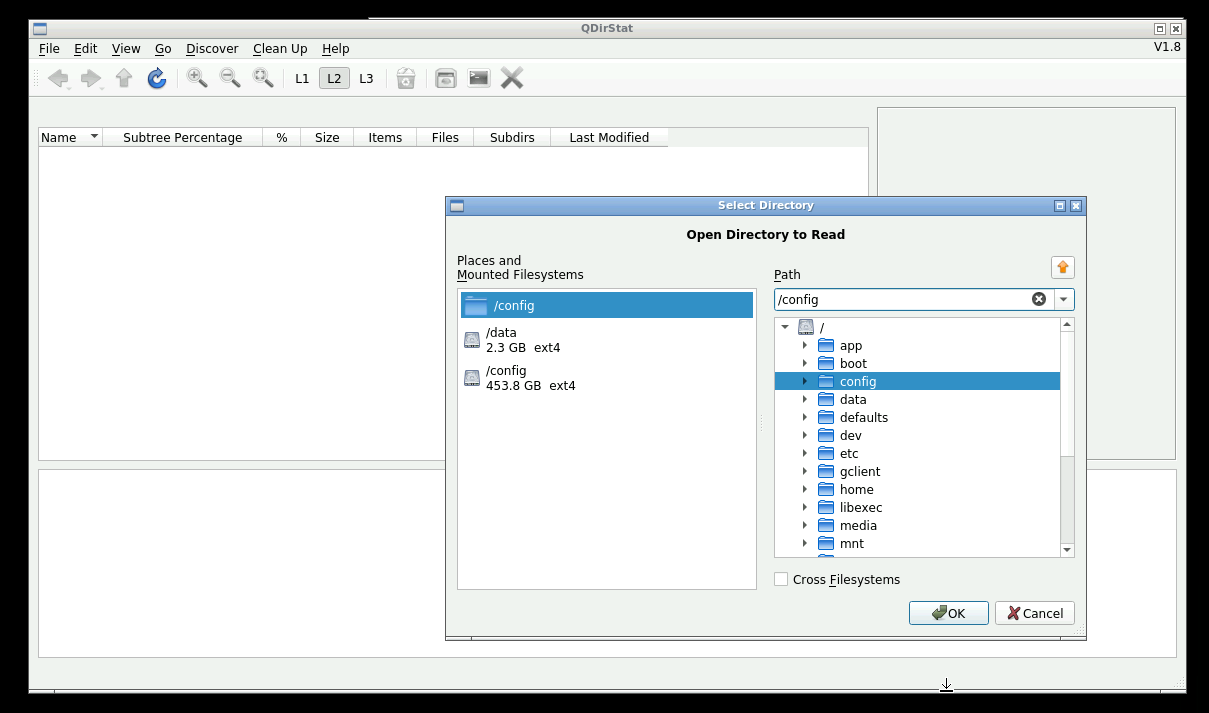 QDirStat
File Edit View Go Discover Clean Up Help V1.8
L1 L2 L3
Name Subtree Percentage % Size Items Files Subdirs Last Modified
Select Directory
Open Directory to Read
Places and
Mounted Filesystems
/config
/data
2.3 GB ext4
/config
453.8 GB ext4
Path
/config
/
app
boot
config
data
defaults
dev
etc
gclient
home
libexec
media
mnt
Cross Filesystems
OK Cancel